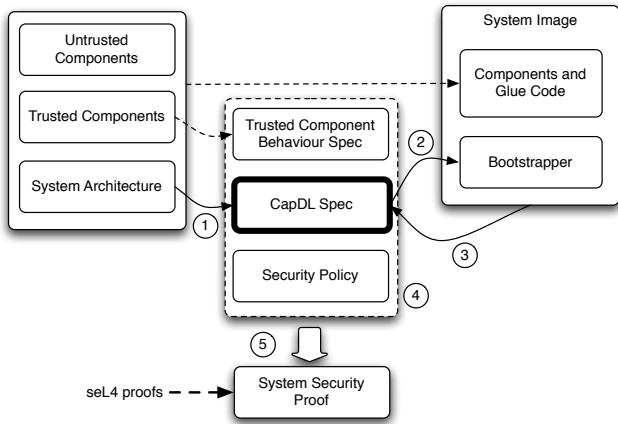 Untrusted
Components
Trusted Components
System Architecture
1
Trusted Component
Behaviour Spec
CapDL Spec
Security Policy
4
System Image
Components and
Glue Code
Bootstrapper
2
3
5
seL4 proofs
System Security
Proof